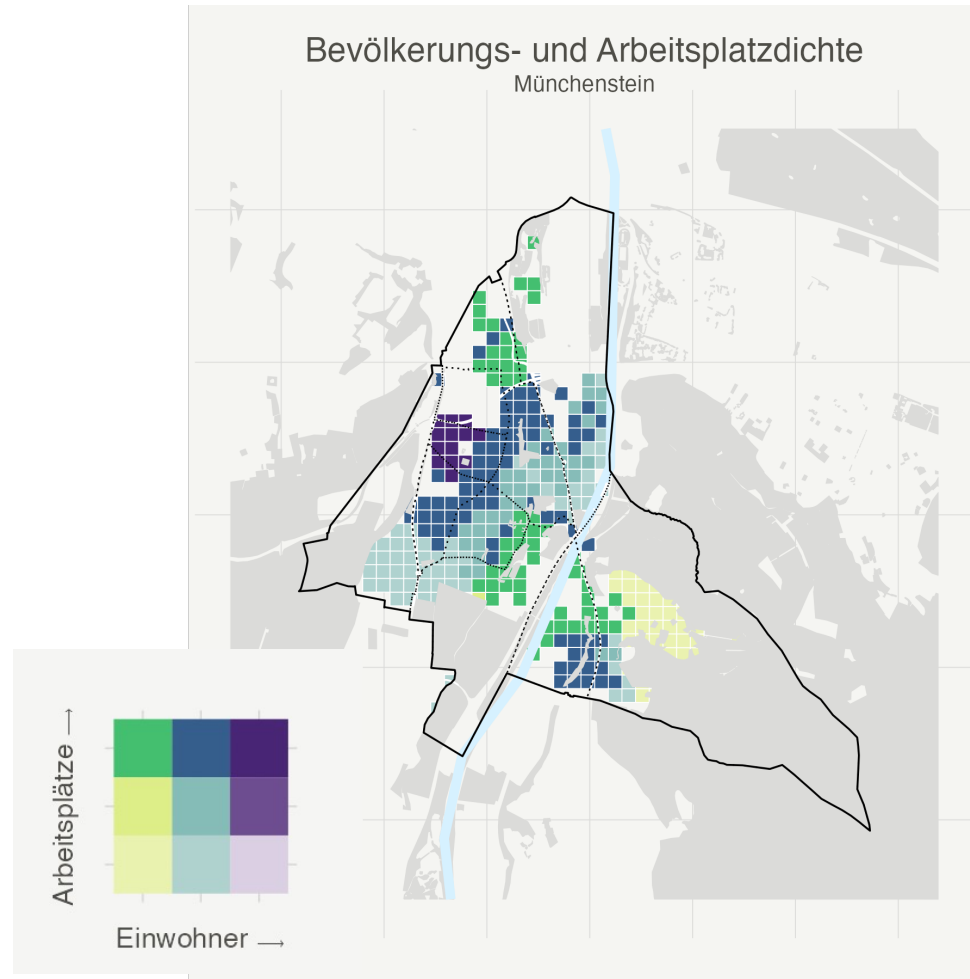 Bevölkerungs- und Arbeitsplatzdichte
Münchenstein
Arbeitsplätze →
Einwohner →